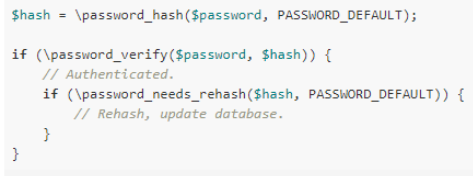 $hash = \password_hash($password, PASSWORD_DEFAULT);
if (\password_verify($password, $hash)) {
// Authenticated.
if (\password_needs_rehash($hash, PASSWORD_DEFAULT)) {
// Rehash, update database.
}
}